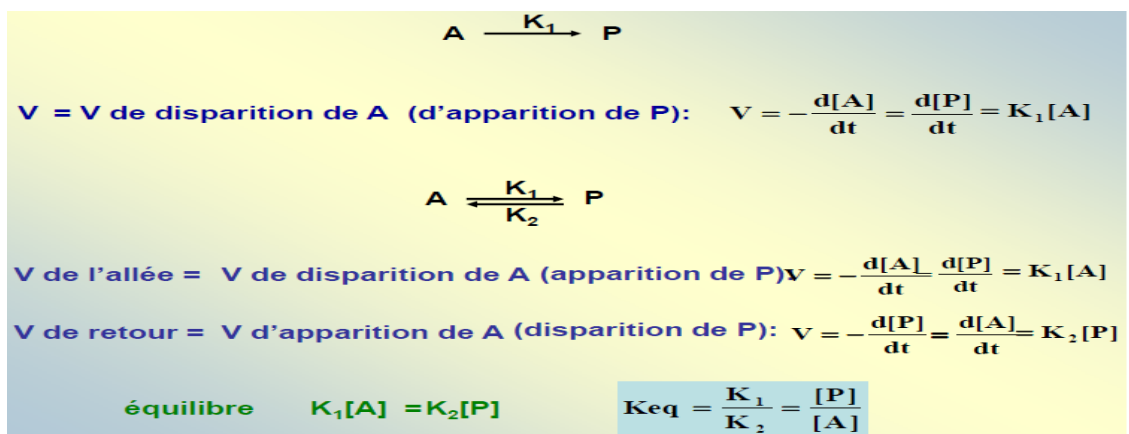 A K₁→ P
V = V de disparition de A (d'apparition de P): V = −d[A]/dt = d[P]/dt = K₁[A]
A K₁⇄K₂ P
V de l'allée = V de disparition de A (apparition de P): V = −d[A]/dt = d[P]/dt = K₁[A]
V de retour = V d'apparition de A (disparition de P): V = −d[P]/dt = d[A]/dt = K₂[P]
équilibre K₁[A] = K₂[P] Keq = K₁/K₂ = [P]/[A]